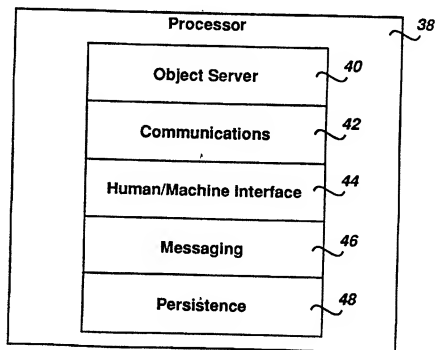 Processor
38
Object Server
40
Communications
42
Human/Machine Interface
44
Messaging
46
Persistence
48